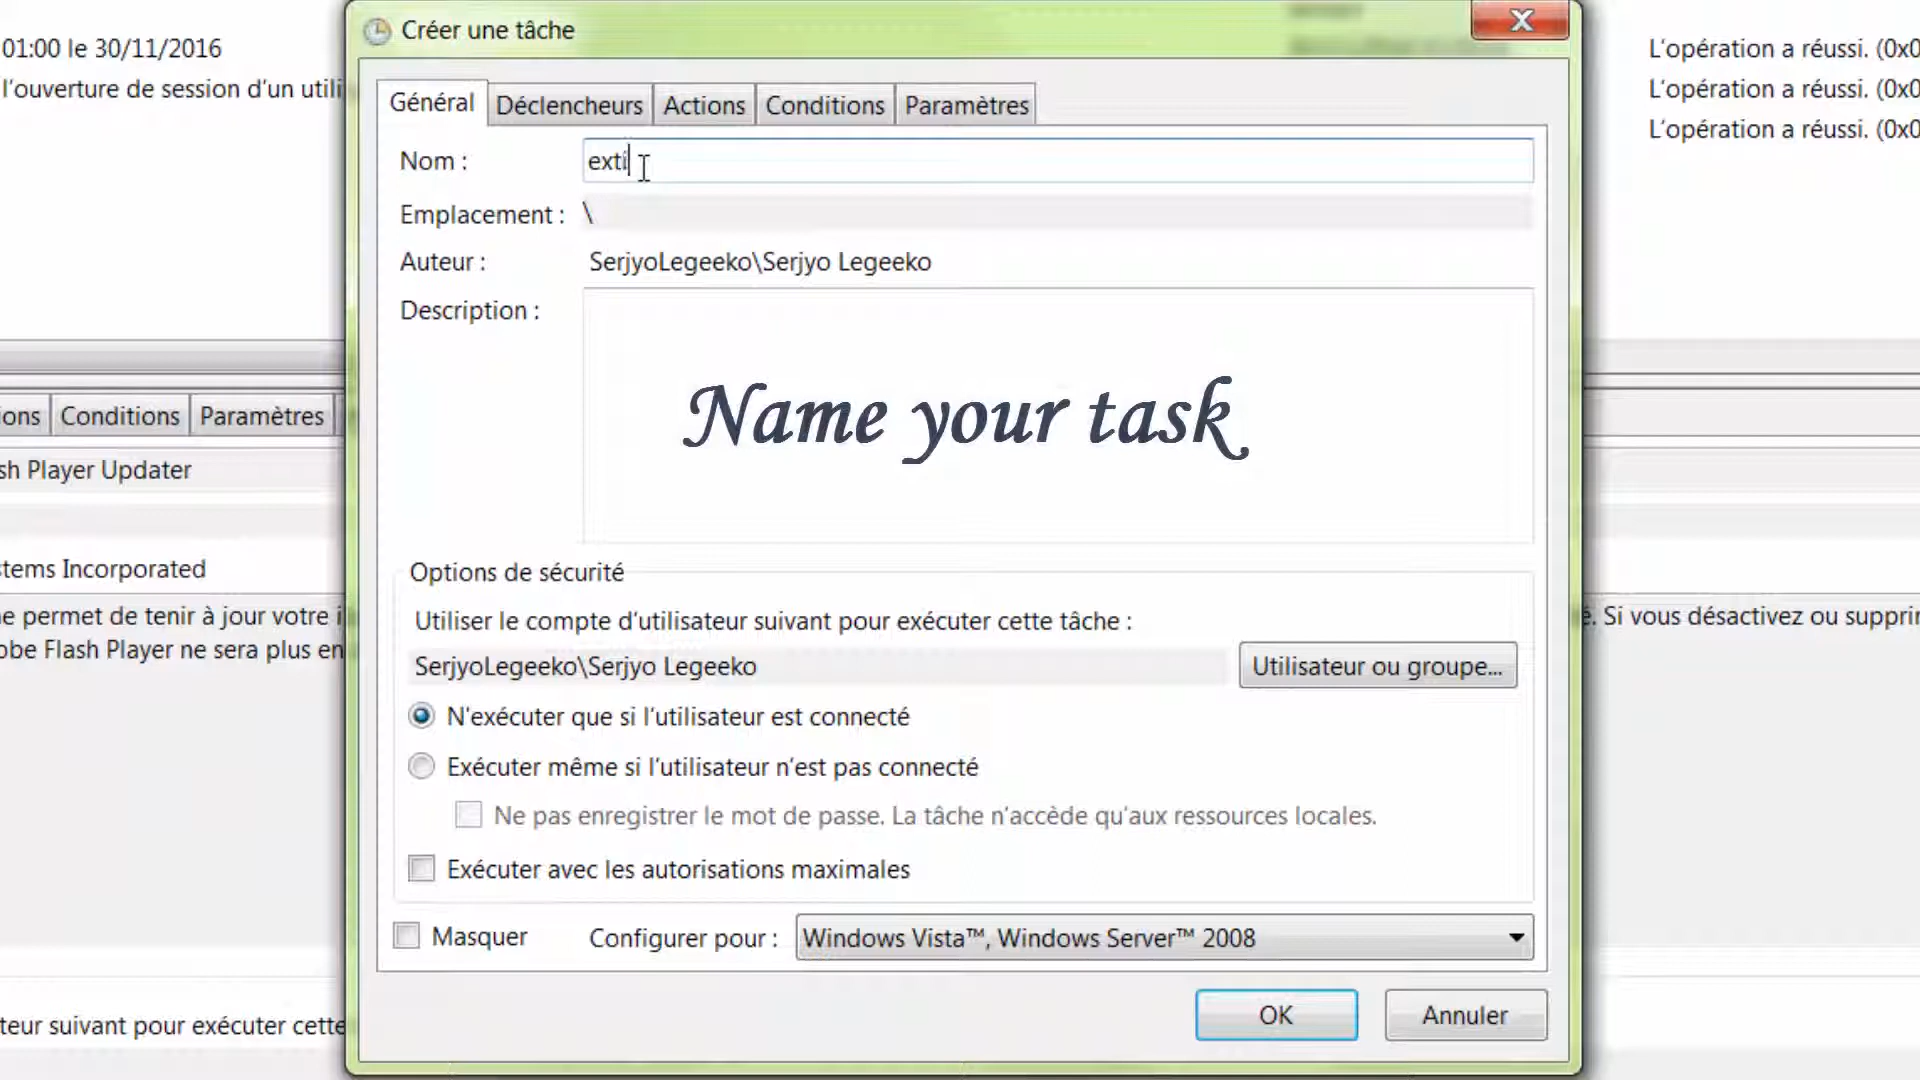 Créer une tâche
01:00 le 30/11/2016
L'opération a réussi. (0x0
l'ouverture de session d'un utili
L'opération a réussi. (0x0
L'opération a réussi. (0x0
Général
Déclencheurs
Actions
Conditions
Paramètres
Nom :
exti
Emplacement :
\
Auteur :
SerjyoLegeeko\Serjyo Legeeko
Description :
Name your task
ions
Conditions
Paramètres
sh Player Updater
stems Incorporated
Options de sécurité
ne permet de tenir à jour votre i
é. Si vous désactivez ou supprin
Utiliser le compte d'utilisateur suivant pour exécuter cette tâche :
obe Flash Player ne sera plus en
SerjyoLegeeko\Serjyo Legeeko
Utilisateur ou groupe...
N'exécuter que si l'utilisateur est connecté
Exécuter même si l'utilisateur n'est pas connecté
Ne pas enregistrer le mot de passe. La tâche n'accède qu'aux ressources locales.
Exécuter avec les autorisations maximales
Masquer
Configurer pour :
Windows Vista™, Windows Server™ 2008
OK
Annuler
teur suivant pour exécuter cette